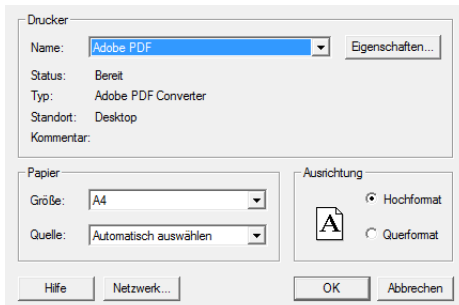 Drucker
Name: Adobe PDF Eigenschaften...
Status: Bereit
Typ: Adobe PDF Converter
Standort: Desktop
Kommentar:
Papier
Größe: A4
Quelle: Automatisch auswählen
Ausrichtung
A
Hochformat
Querformat
Hilfe Netzwerk... OK Abbrechen